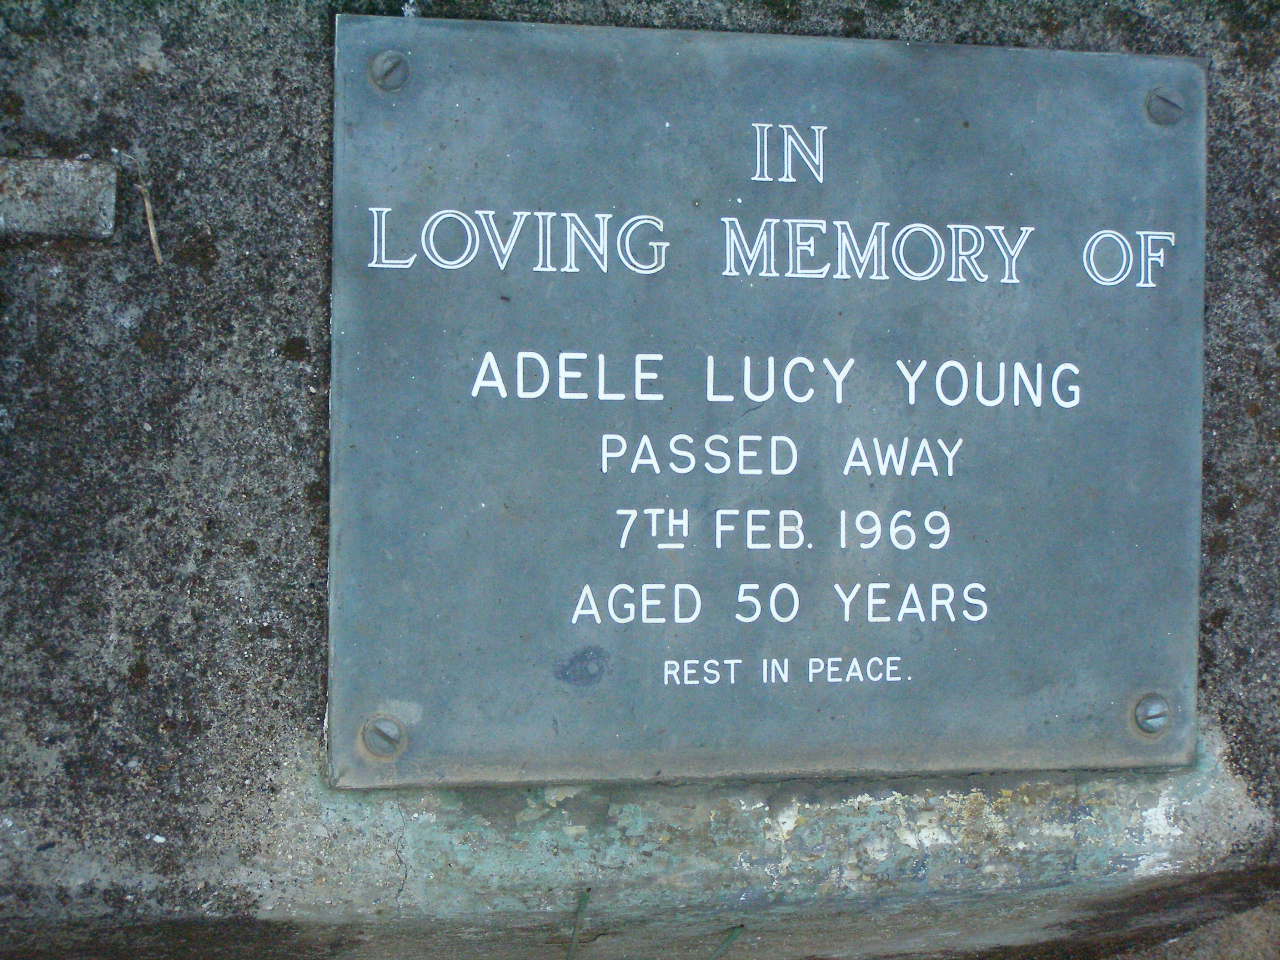 IN
LOVING MEMORY OF
ADELE LUCY YOUNG
PASSED AWAY
7TH FEB. 1969
AGED 50 YEARS
REST IN PEACE.